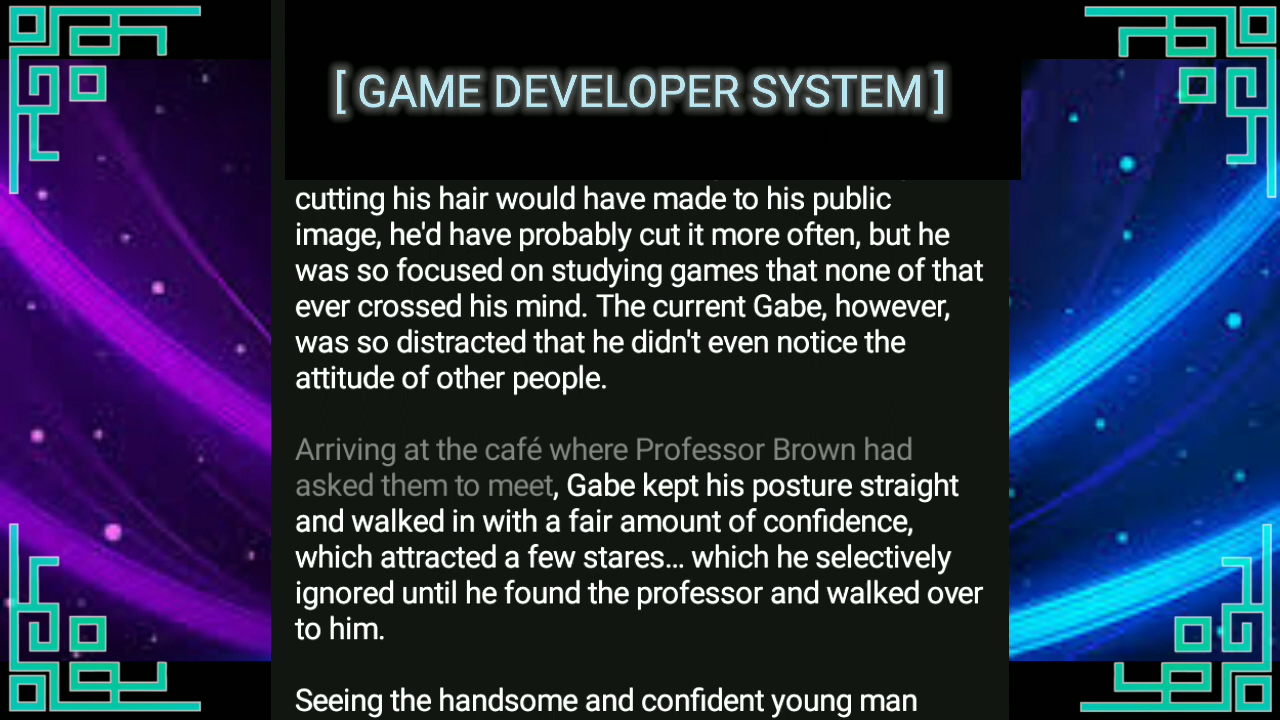 [ GAME DEVELOPER SYSTEM ]
cutting his hair would have made to his public
image, he'd have probably cut it more often, but he
was so focused on studying games that none of that
ever crossed his mind. The current Gabe, however,
was so distracted that he didn't even notice the
attitude of other people.
Arriving at the café where Professor Brown had
asked them to meet, Gabe kept his posture straight
and walked in with a fair amount of confidence,
which attracted a few stares... which he selectively
ignored until he found the professor and walked over
to him.
Seeing the handsome and confident young man